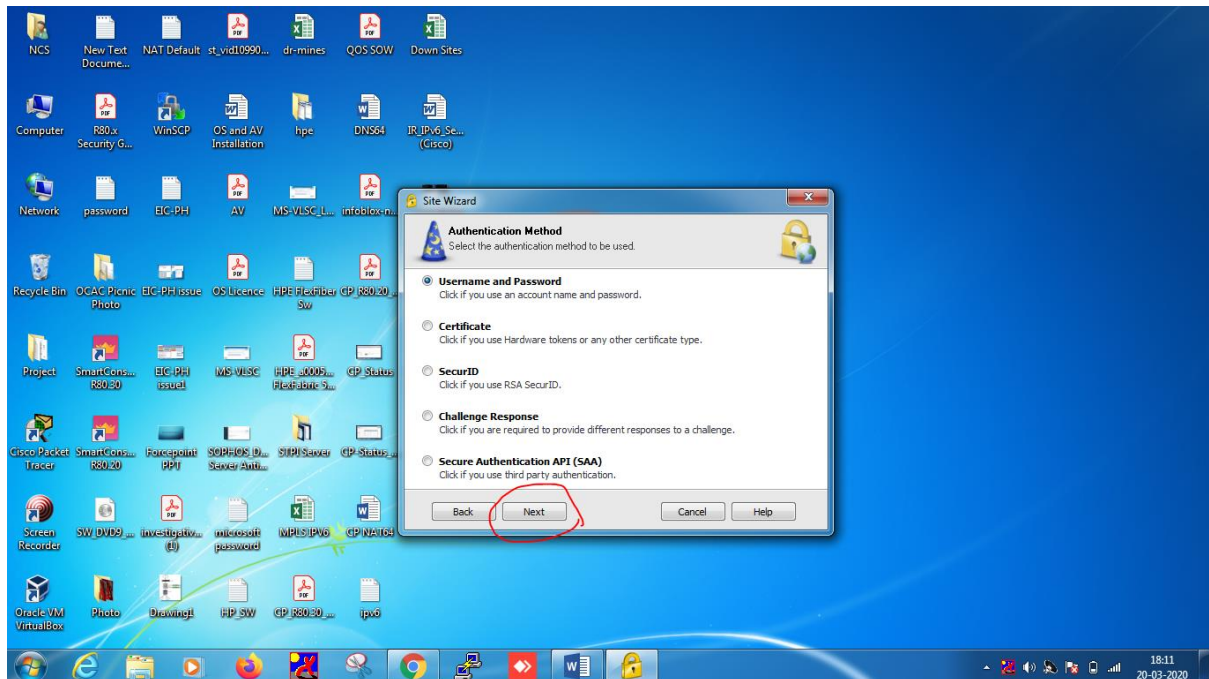 NCS
New Text
Docume...
NAT Default
st_vid10990...
dr-mines
QOS SOW
Down Sites
Computer
R80.x
Security G...
WinSCP
OS and AV
Installation
hpe
DNS64
IR_IPv6_Se...
(Cisco)
Network
password
EIC-PH
AV
MS-VLSC_L...
infoblox-n...
Recycle Bin
OCAC Picnic
Photo
EIC-PH issue
OS Licence
HPE FlexFiber
Sw
CP_R80.20_...
Project
SmartCons...
R80.30
EIC-PH
issue1
MS-VLSC
HPE_a0005...
FlexFabric S...
CP_Status
Cisco Packet
Tracer
SmartCons...
R80.20
Forcepoint
PPT
SOPHOS_D...
Server Anti...
STPI Server
CP-Status_...
Screen
Recorder
SW_DVD9_...
investigativ...
(1)
microsoft
password
MPLS IPV6
CP NAT64
Oracle VM
VirtualBox
Photo
Drawing1
HP_SW
CP_R80.30_...
ipv6
Site Wizard
Authentication Method
Select the authentication method to be used.
Username and Password
Click if you use an account name and password.
Certificate
Click if you use Hardware tokens or any other certificate type.
SecurID
Click if you use RSA SecurID.
Challenge Response
Click if you are required to provide different responses to a challenge.
Secure Authentication API (SAA)
Click if you use third party authentication.
Back Next Cancel Help
18:11
20-03-2020